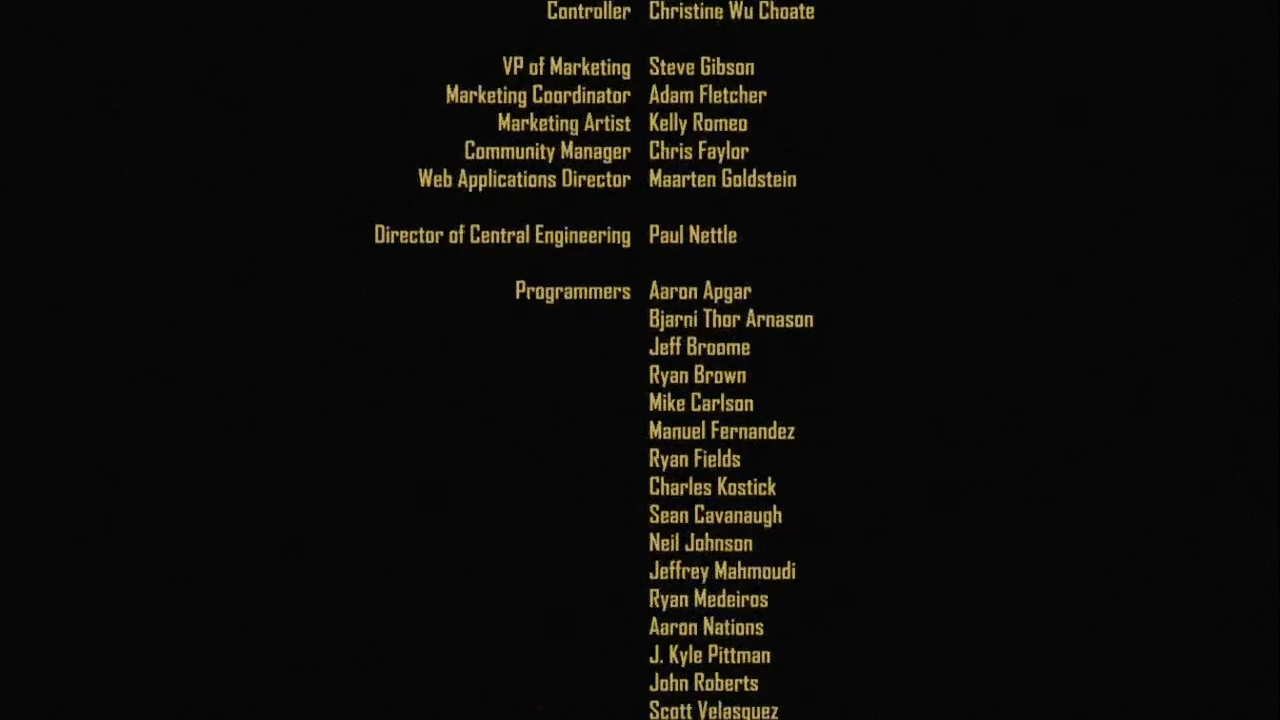 Controller Christine Wu Choate
VP of Marketing Steve Gibson
Marketing Coordinator Adam Fletcher
Marketing Artist Kelly Romeo
Community Manager Chris Faylor
Web Applications Director Maarten Goldstein
Director of Central Engineering Paul Nettle
Programmers Aaron Apgar
Bjarni Thor Arnason
Jeff Broome
Ryan Brown
Mike Carlson
Manuel Fernandez
Ryan Fields
Charles Kostick
Sean Cavanaugh
Neil Johnson
Jeffrey Mahmoudi
Ryan Medeiros
Aaron Nations
J. Kyle Pittman
John Roberts
Scott Velasquez